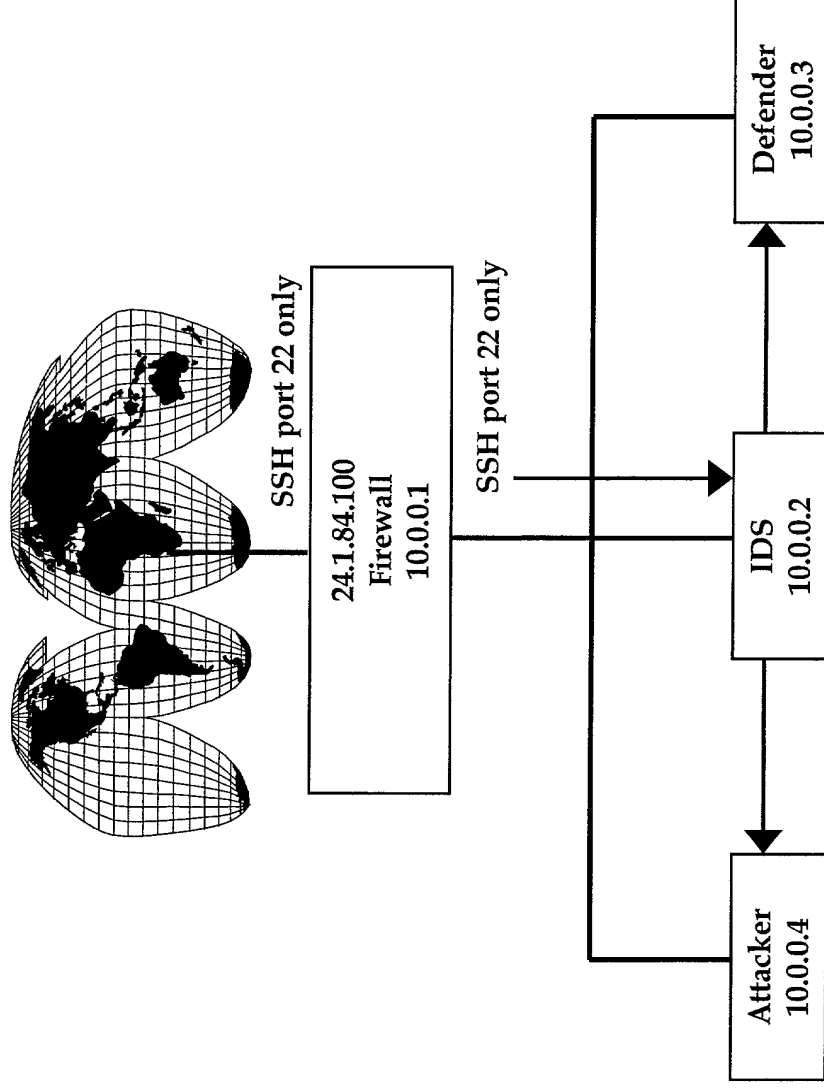 SSH port 22 only
24.1.84.100
Firewall
10.0.0.1
SSH port 22 only
Attacker
10.0.0.4
IDS
10.0.0.2
Defender
10.0.0.3